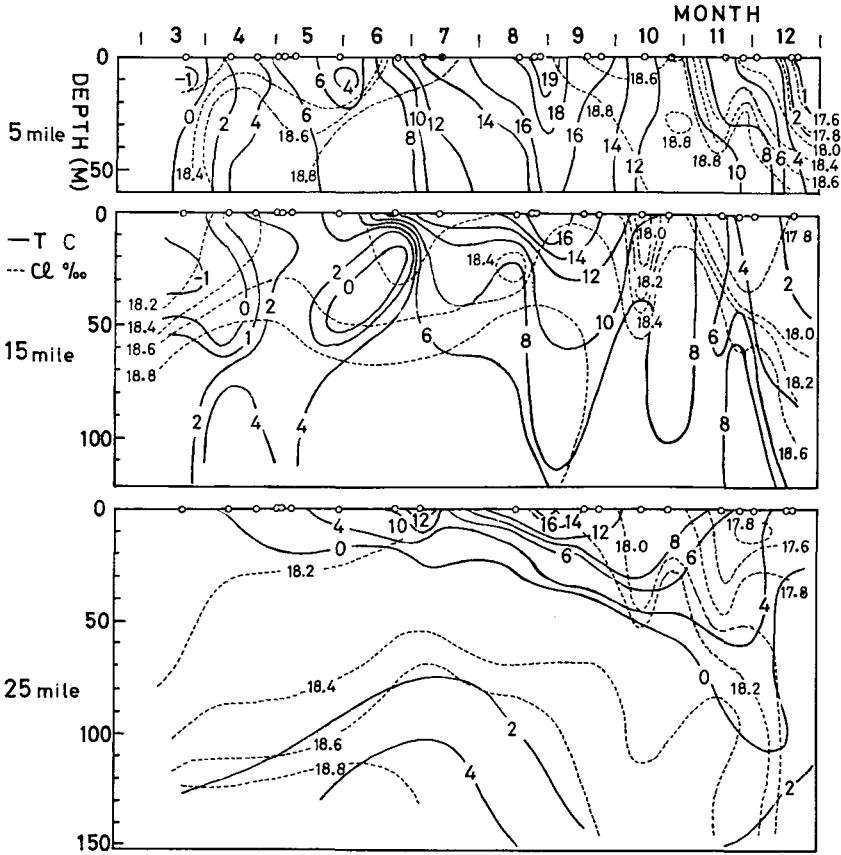 MONTH
3 4 5 6 7 8 9 10 11 12
DEPTH (M)
0
50
5 mile
-1 0 2 4 6 6 4 8 10 12 14 16 19 18 16 14 12 10 8 6 4 2 1
18.4 18.6 18.8 18.8 18.6 18.8 18.8 17.6 17.8 18.0 18.4 18.6
— T C
--- Cl ‰
0
50
100
15 mile
-1 0 1 2 2 4 2 0 4 6 8 16 14 12 10 8 6 8 4 2
18.2 18.4 18.6 18.8 18.4 18.0 18.2 18.4 17.8 18.0 18.2 18.6
0
50
100
150
25 mile
4 0 10 12 16 14 12 6 8 6 4 0 2 4 2
18.2 18.4 18.6 18.8 18.0 17.8 17.6 17.8 18.2